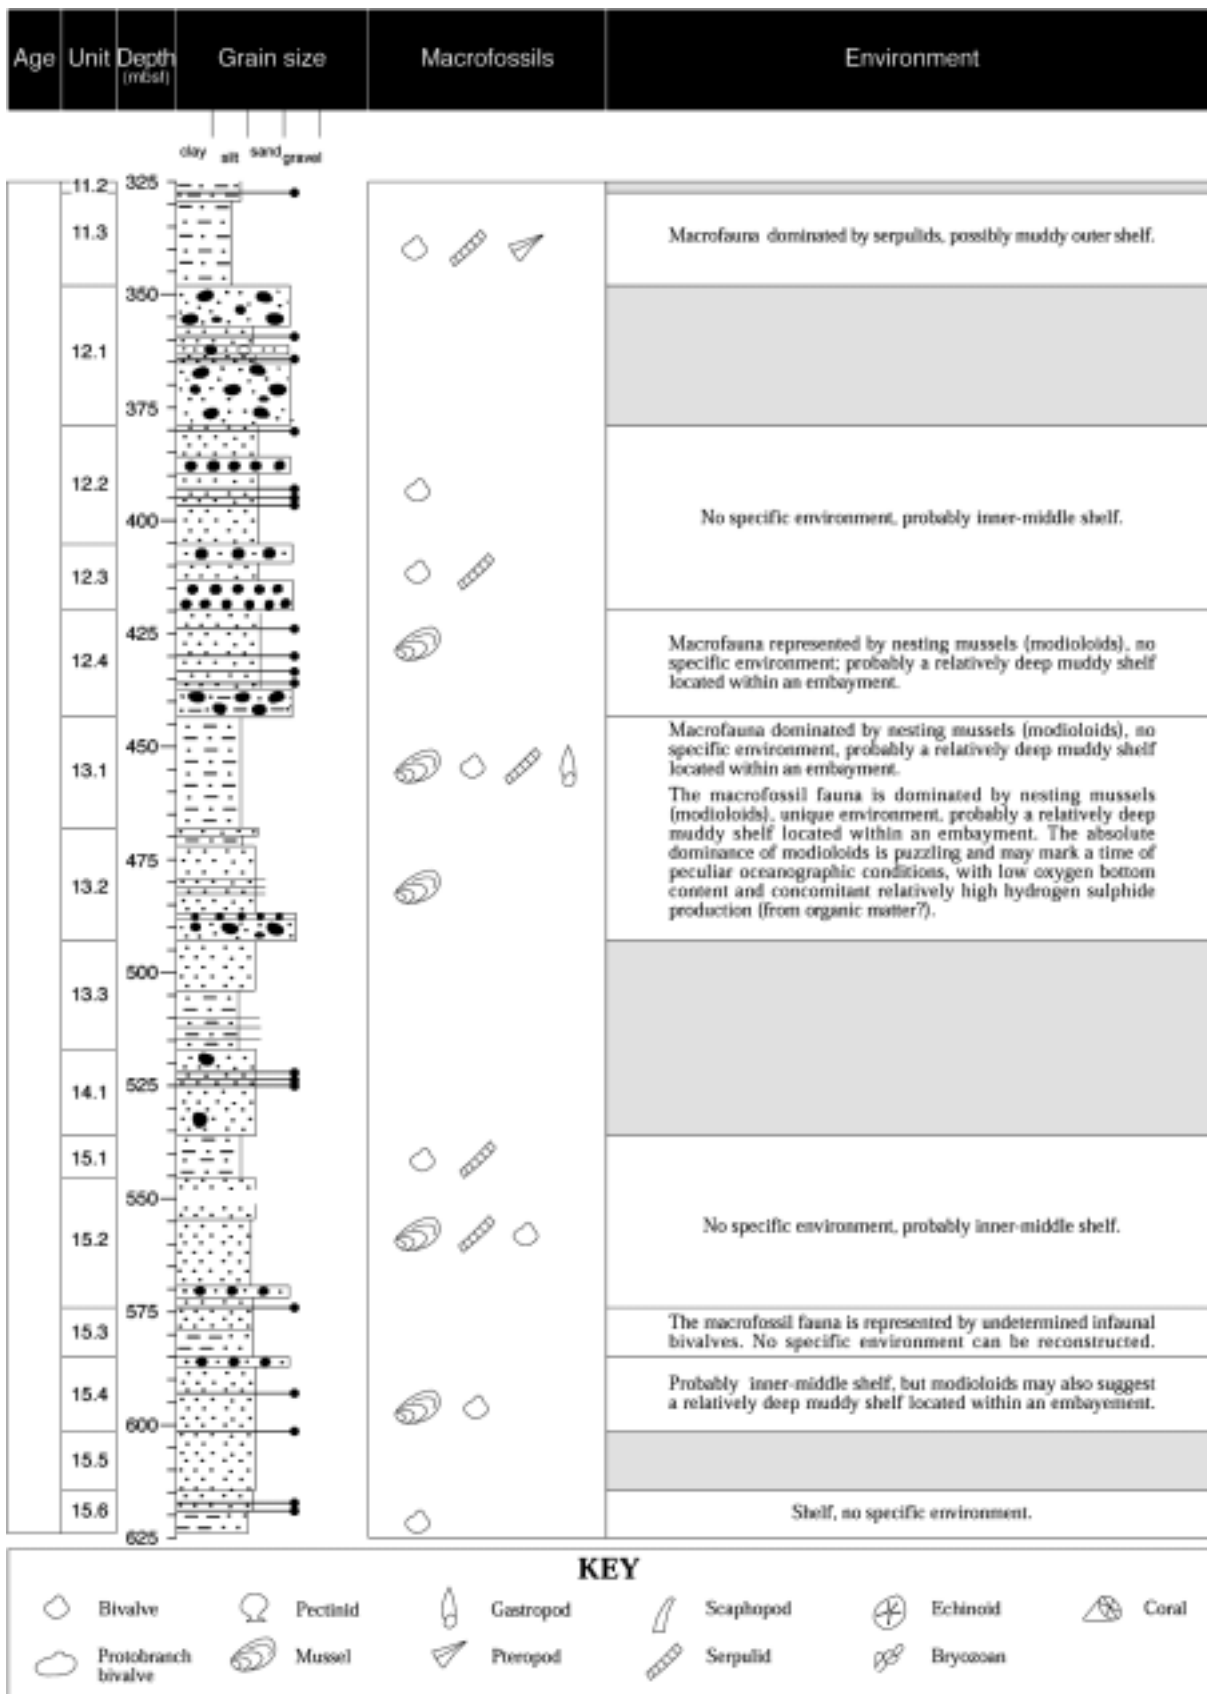 Age Unit Depth Grain size Macrofossils Environment
(mbsf)
clay silt sand gravel
11.2 325
11.3
Macrofauna dominated by serpulids, possibly muddy outer shelf.
350
12.1
375
12.2
400
No specific environment, probably inner-middle shelf.
12.3
425
12.4
Macrofauna represented by nesting mussels (modioloids), no
specific environment; probably a relatively deep muddy shelf
located within an embayment.
450
13.1
Macrofauna dominated by nesting mussels (modioloids), no
specific environment, probably a relatively deep muddy shelf
located within an embayment.
The macrofossil fauna is dominated by nesting mussels
(modioloids), unique environment, probably a relatively deep
muddy shelf located within an embayment. The absolute
dominance of modioloids is puzzling and may mark a time of
peculiar oceanographic conditions, with low oxygen bottom
content and concomitant relatively high hydrogen sulphide
production (from organic matter?).
475
13.2
500
13.3
525
14.1
15.1
550
15.2
No specific environment, probably inner-middle shelf.
575
15.3
The macrofossil fauna is represented by undetermined infaunal
bivalves. No specific environment can be reconstructed.
15.4
Probably inner-middle shelf, but modioloids may also suggest
a relatively deep muddy shelf located within an embayement.
600
15.5
15.6
Shelf, no specific environment.
625
KEY
Bivalve Pectinid Gastropod Scaphopod Echinoid Coral
Protobranch
bivalve
Mussel Pteropod Serpulid Bryozoan